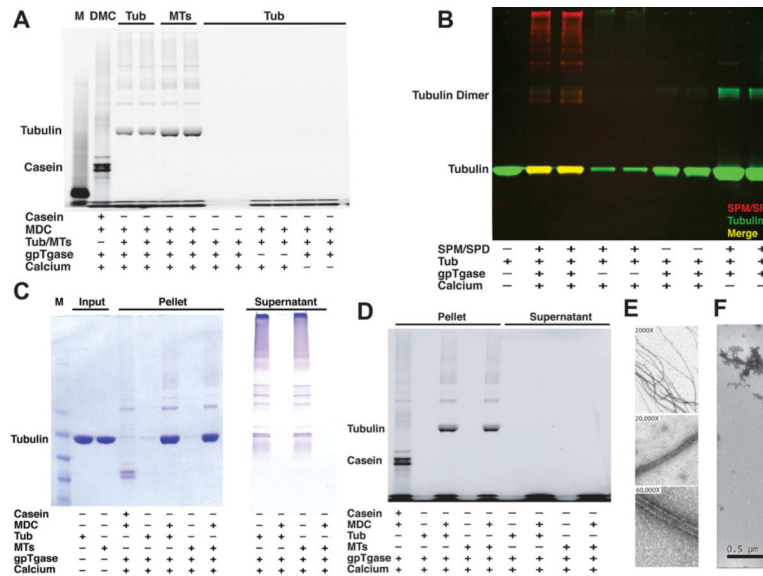 A
M DMC Tub MTs Tub
Tubulin
Casein
Casein + − − − − − − − − − −
MDC + + + + + + + + + + +
Tub/MTs
gpTgase
Calcium
B
Tubulin Dimer
Tubulin
SPM/SP
Tubulin
Merge
SPM/SPD − + + + + − − + +
Tub + + + + + + + + +
gpTgase − + + − − + + + +
Calcium − + + + + + + − −
C
M Input Pellet Supernatant
Tubulin
Casein
MDC
Tub
MTs
gpTgase
Calcium
D
Pellet Supernatant
Tubulin
Casein
Casein
MDC
Tub
MTs
gpTgase
Calcium
E
2000X
20,000X
60,000X
F
0.5 µm